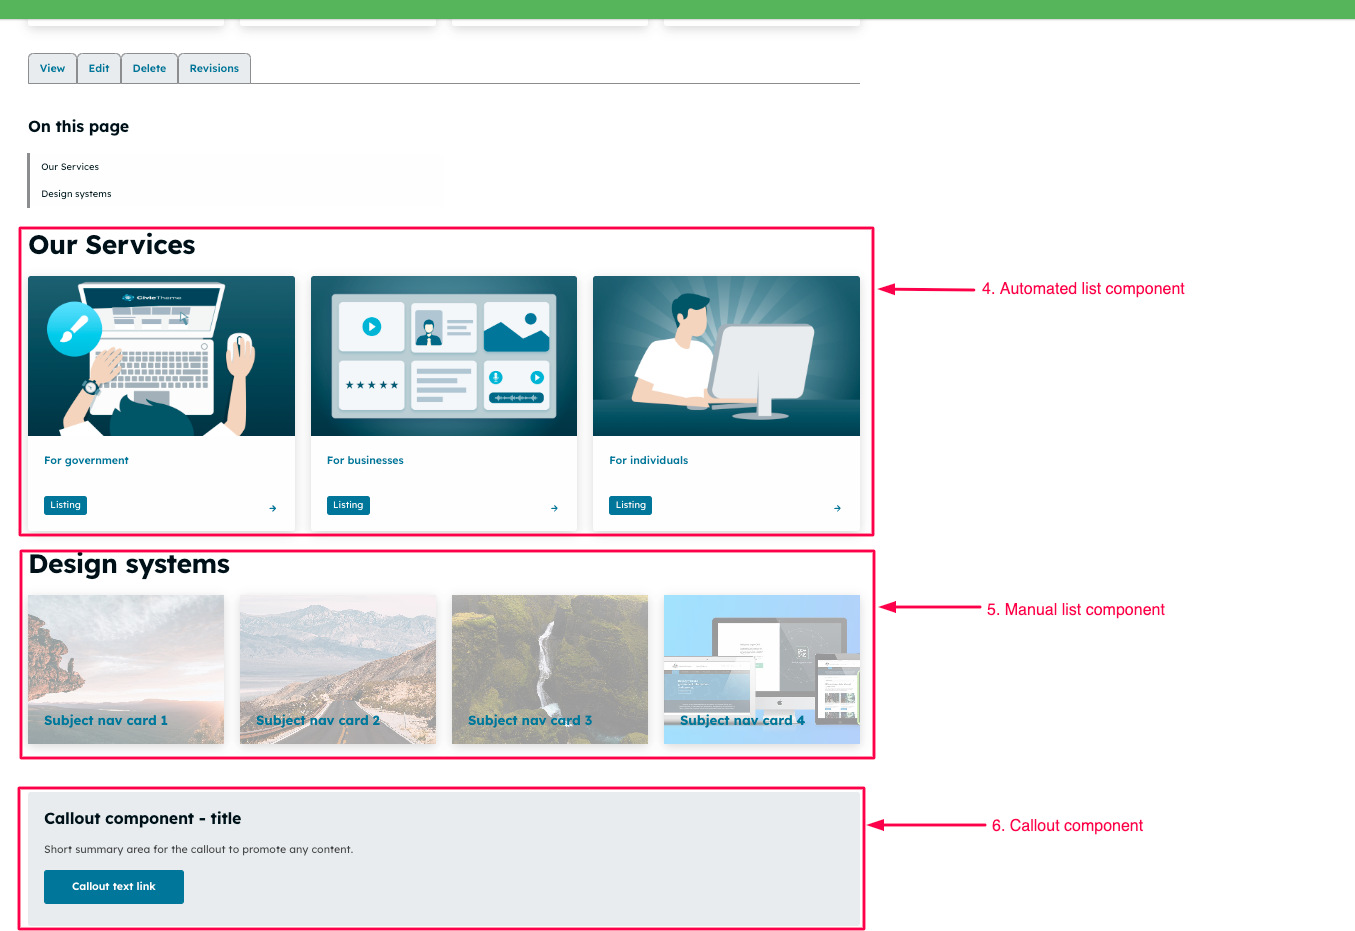 View Edit Delete Revisions
On this page
Our Services
Design systems
Our Services
4. Automated list component
CivicTheme
For government
For businesses
For individuals
Listing
Listing
Listing
Design systems
5. Manual list component
Subject nav card 1
Subject nav card 2
Subject nav card 3
Subject nav card 4
Callout component - title
6. Callout component
Short summary area for the callout to promote any content.
Callout text link